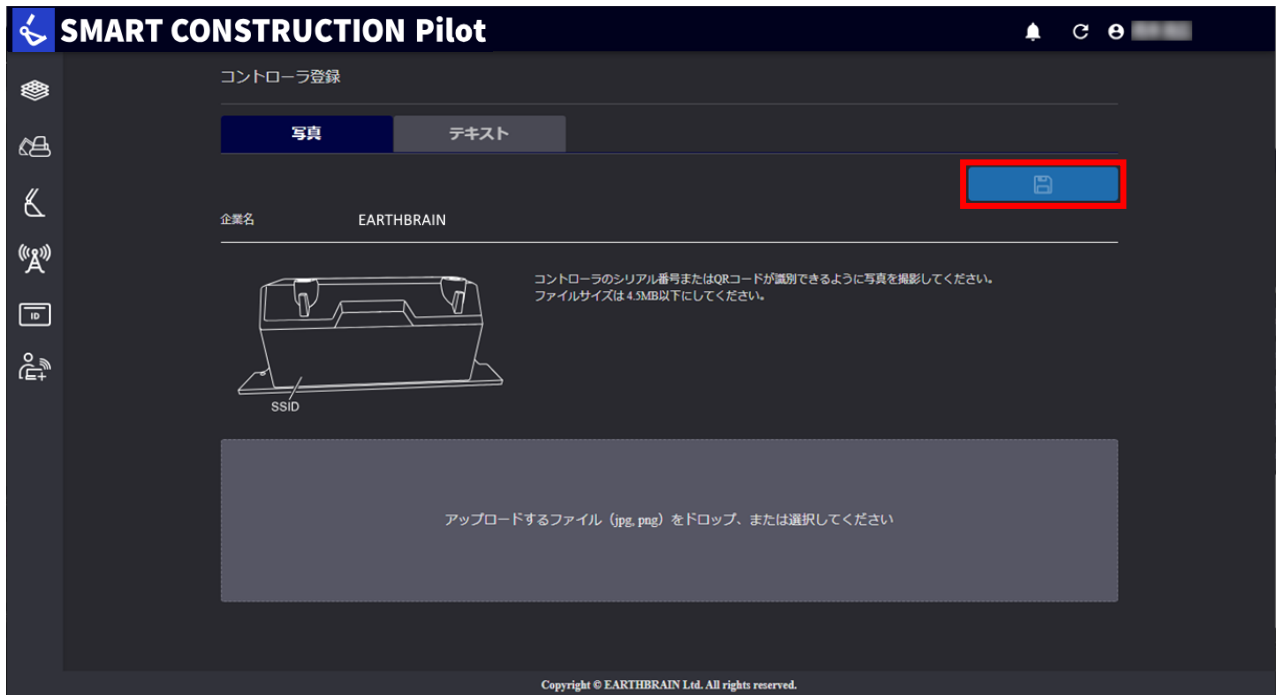 SMART CONSTRUCTION Pilot
コントローラ登録
写真 テキスト
企業名 EARTHBRAIN
コントローラのシリアル番号またはQRコードが識別できるように写真を撮影してください。
ファイルサイズは4.5MB以下にしてください。
SSID
ID
アップロードするファイル（jpg, png）をドロップ、または選択してください
Copyright © EARTHBRAIN Ltd. All rights reserved.